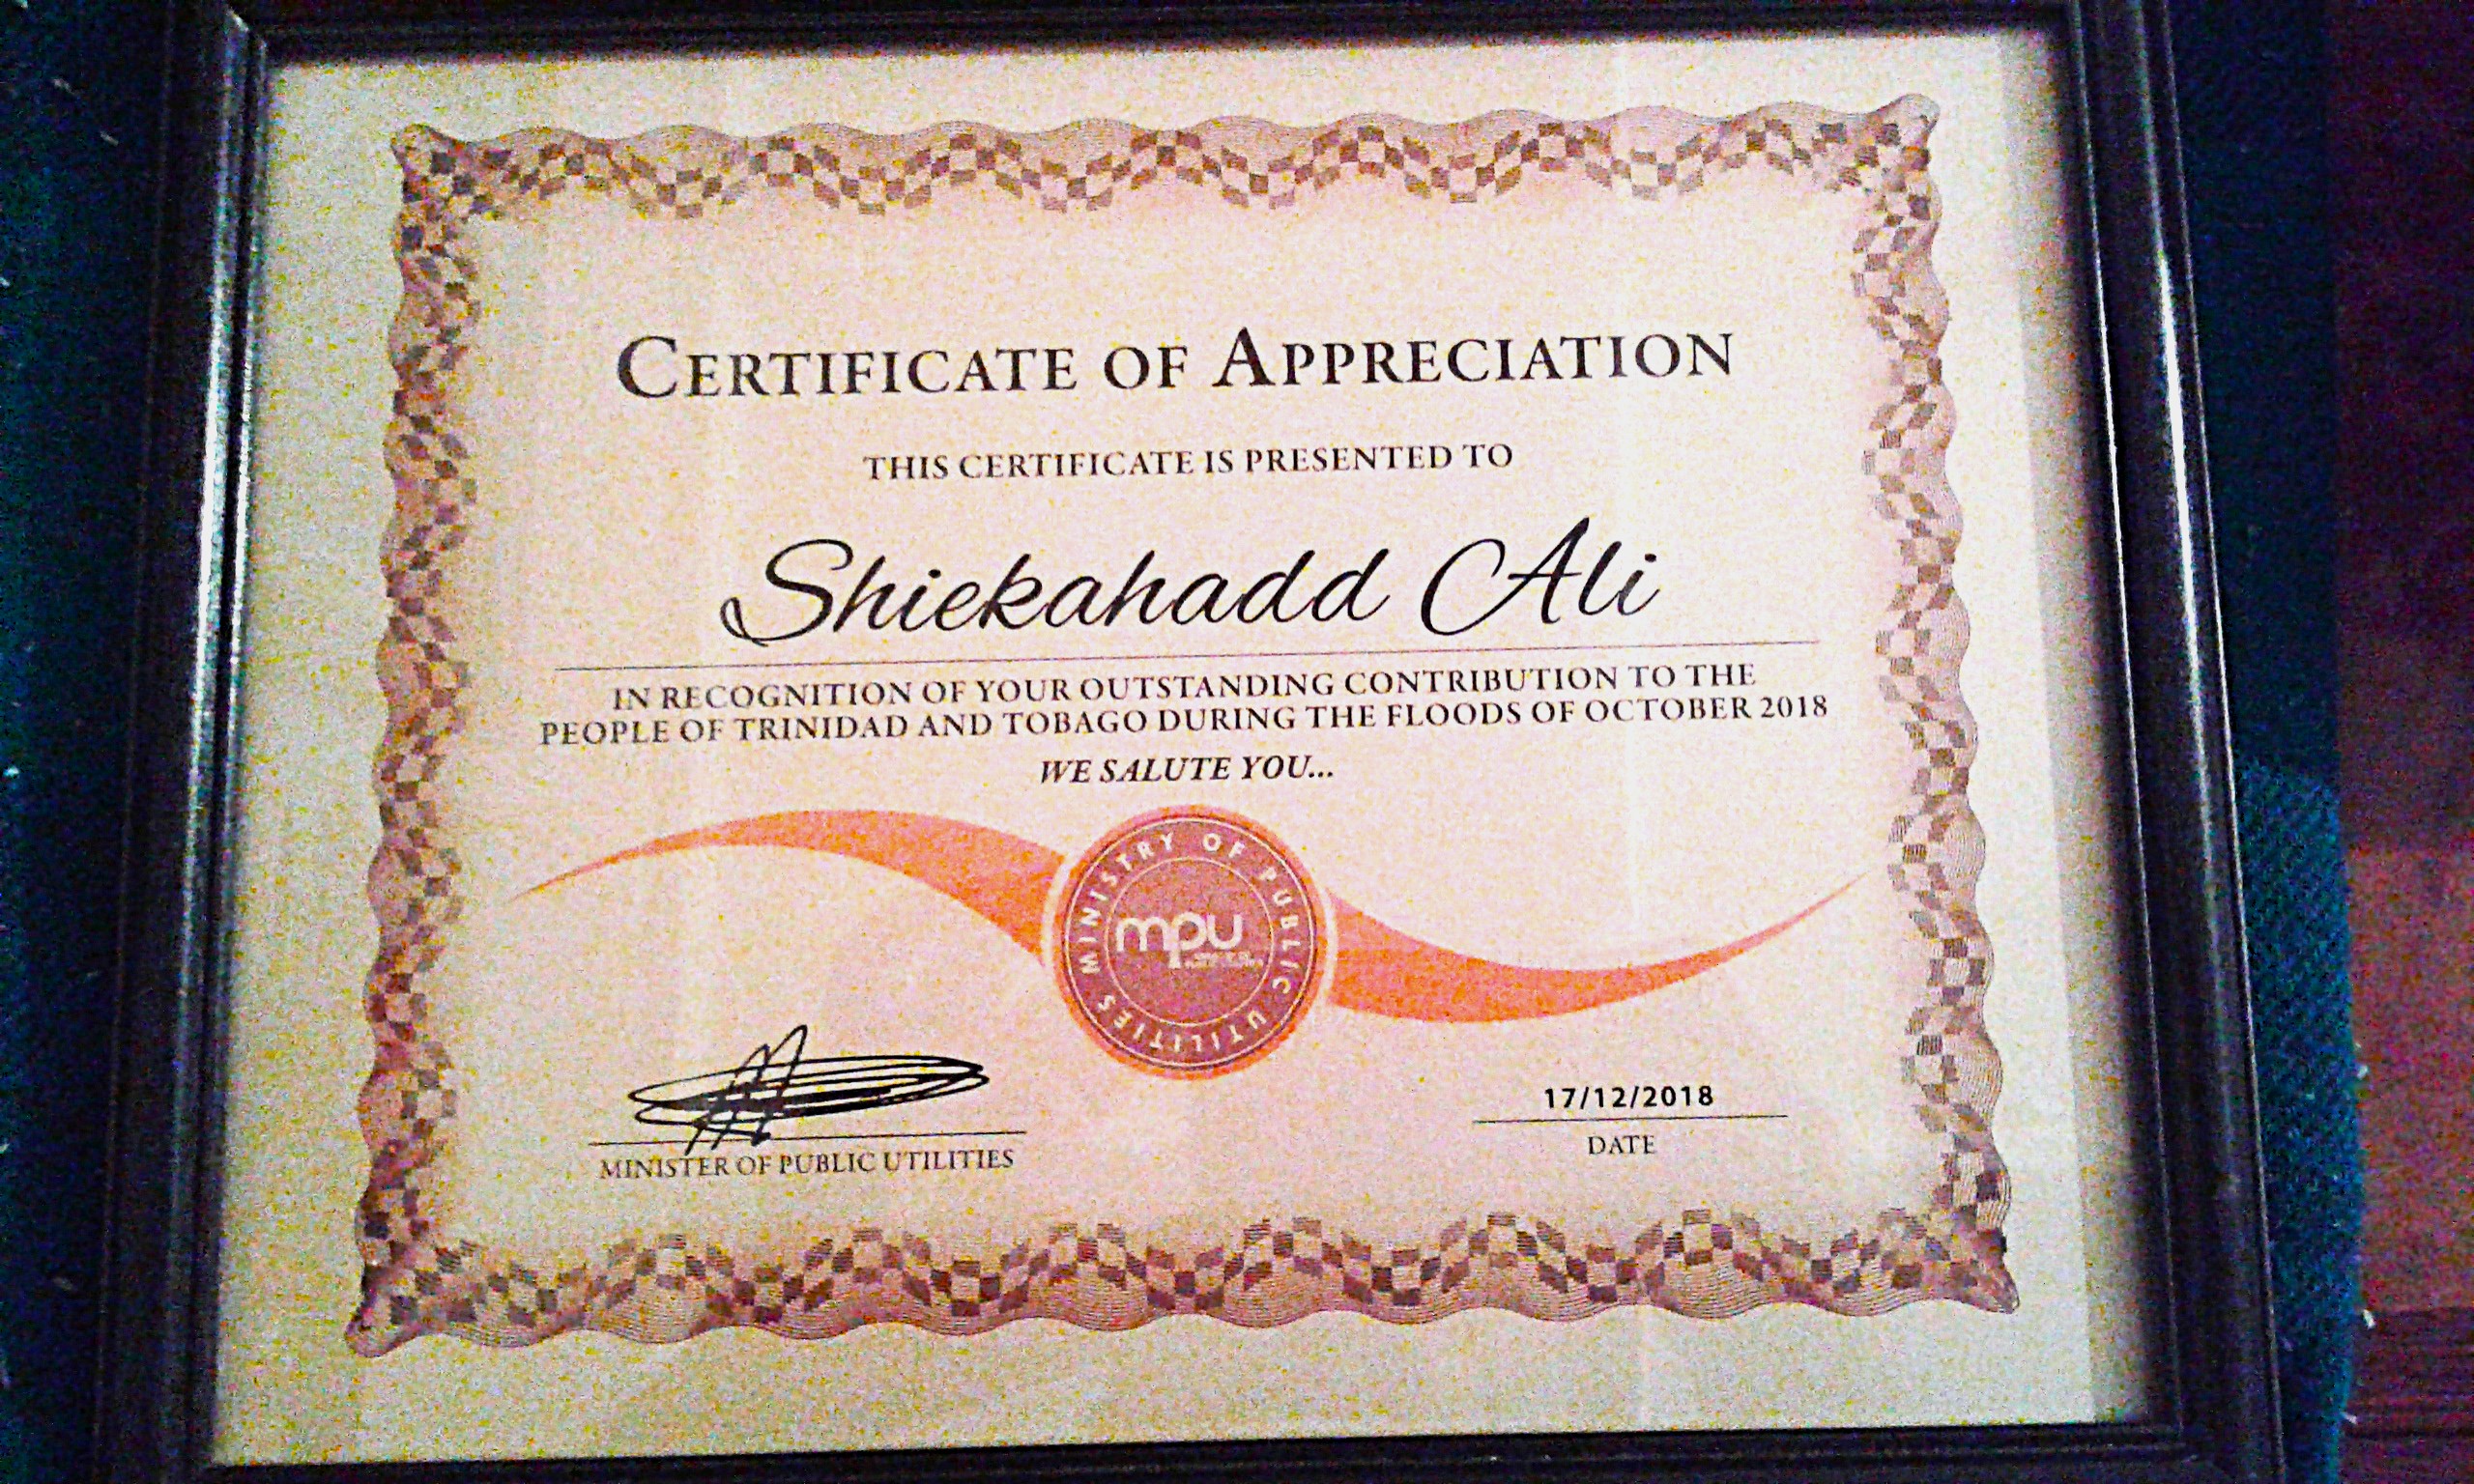 CERTIFICATE OF APPRECIATION
THIS CERTIFICATE IS PRESENTED TO
Shiekahadd Ali
IN RECOGNITION OF YOUR OUTSTANDING CONTRIBUTION TO THE
PEOPLE OF TRINIDAD AND TOBAGO DURING THE FLOODS OF OCTOBER 2018
WE SALUTE YOU...
MINISTRY OF PUBLIC UTILITIES
mpu
17/12/2018
MINISTER OF PUBLIC UTILITIES
DATE